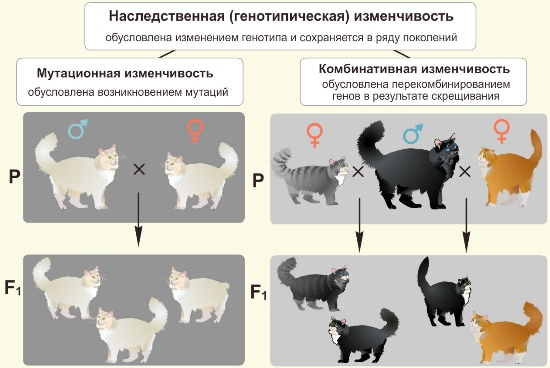 Наследственная (генотипическая) изменчивость
обусловлена изменением генотипа и сохраняется в ряду поколений
Мутационная изменчивость
обусловлена возникновением мутаций
Комбинативная изменчивость
обусловлена перекомбинированием
генов в результате скрещивания
♂ ♀
P ×
♀ ♂ ♀
P × ×
F₁
F₁